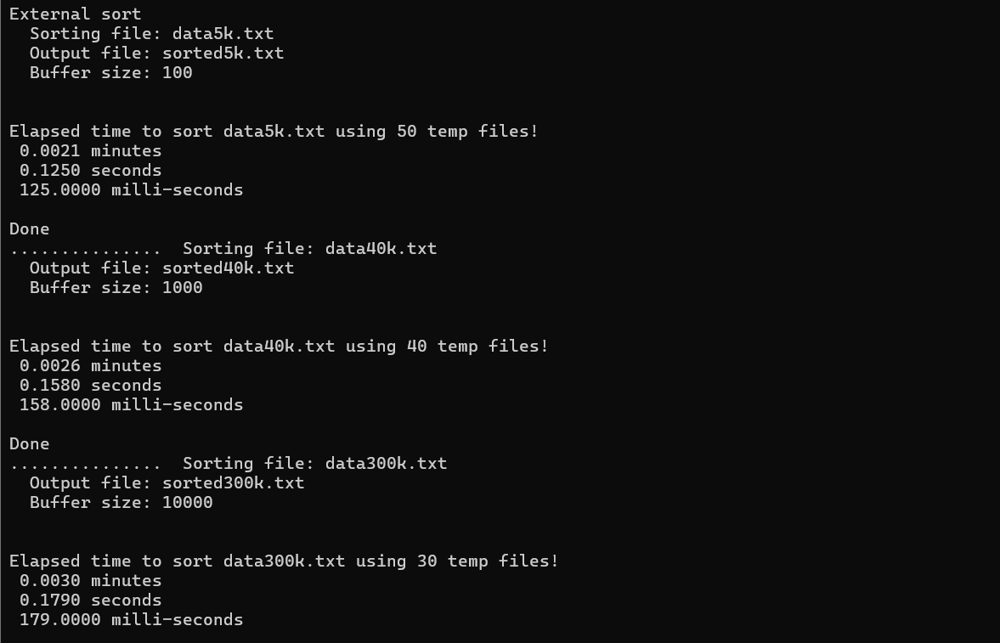 External sort
  Sorting file: data5k.txt
  Output file: sorted5k.txt
  Buffer size: 100
Elapsed time to sort data5k.txt using 50 temp files!
 0.0021 minutes
 0.1250 seconds
 125.0000 milli-seconds
Done
...............  Sorting file: data40k.txt
  Output file: sorted40k.txt
  Buffer size: 1000
Elapsed time to sort data40k.txt using 40 temp files!
 0.0026 minutes
 0.1580 seconds
 158.0000 milli-seconds
Done
...............  Sorting file: data300k.txt
  Output file: sorted300k.txt
  Buffer size: 10000
Elapsed time to sort data300k.txt using 30 temp files!
 0.0030 minutes
 0.1790 seconds
 179.0000 milli-seconds